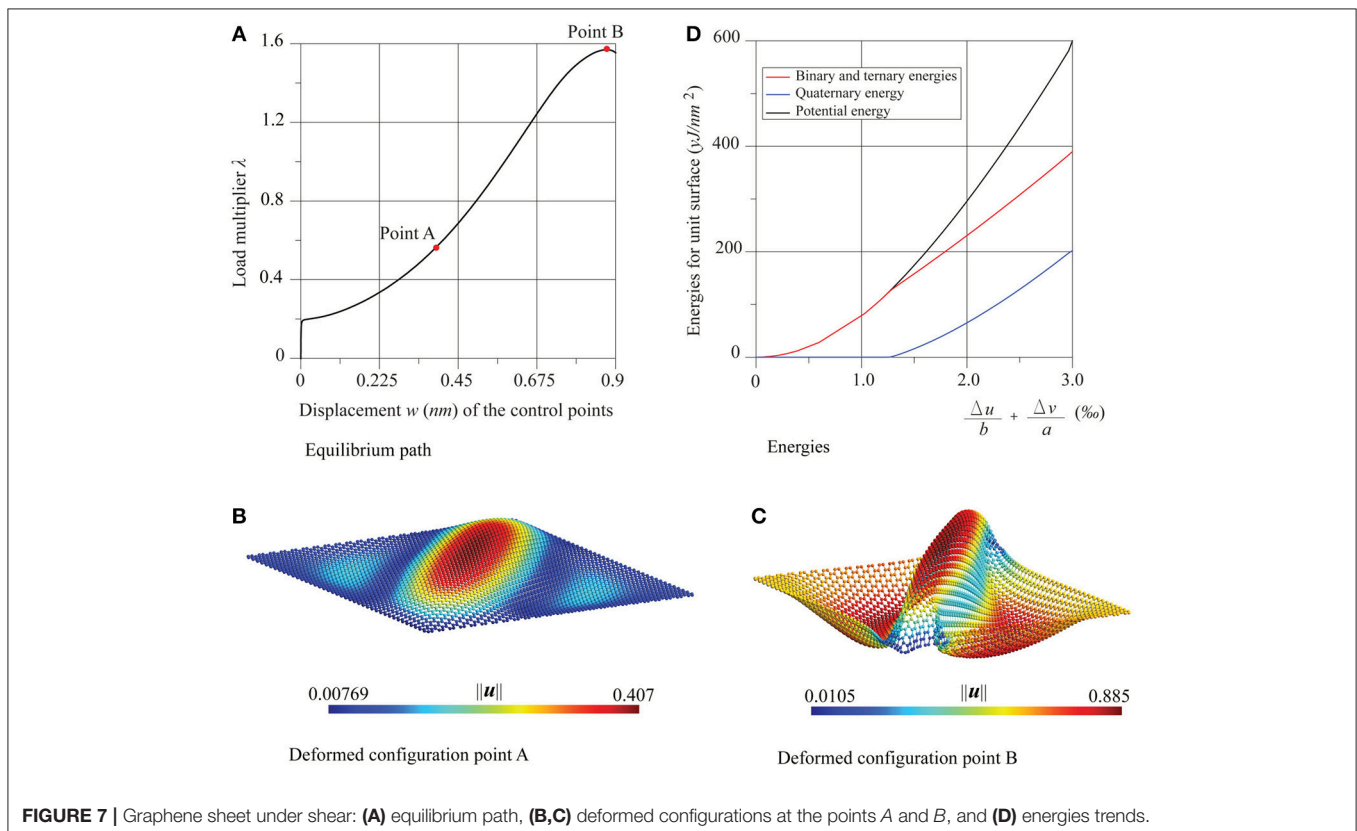 A
Point B
1.6
1.2
0.8
0.4
0
Point A
Load multiplier λ
0 0.225 0.45 0.675 0.9
Displacement w (nm) of the control points
Equilibrium path
D
600
400
200
0
Binary and ternary energies
Quaternary energy
Potential energy
Energies for unit surface (yJ/nm²)
0 1.0 2.0 3.0
Δu/b + Δv/a (‰)
Energies
B
0.00769 ||u|| 0.407
Deformed configuration point A
C
0.0105 ||u|| 0.885
Deformed configuration point B
FIGURE 7 | Graphene sheet under shear: (A) equilibrium path, (B,C) deformed configurations at the points A and B, and (D) energies trends.